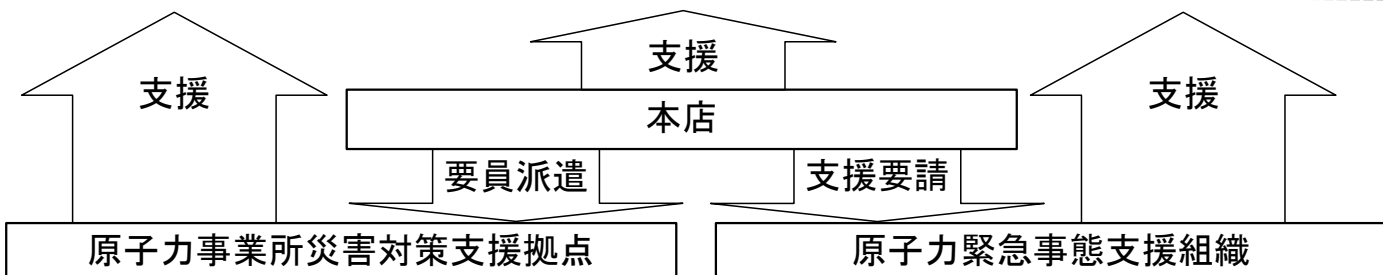 支援
支援
支援
本店
要員派遣
支援要請
原子力事業所災害対策支援拠点
原子力緊急事態支援組織